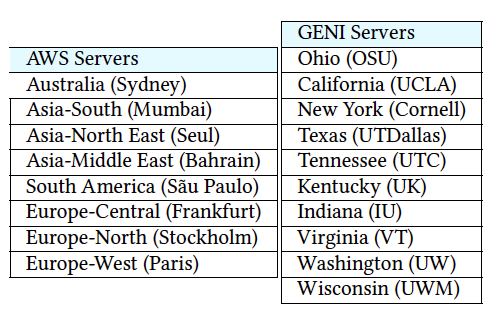 AWS Servers
Australia (Sydney)
Asia-South (Mumbai)
Asia-North East (Seul)
Asia-Middle East (Bahrain)
South America (Sãu Paulo)
Europe-Central (Frankfurt)
Europe-North (Stockholm)
Europe-West (Paris)
GENI Servers
Ohio (OSU)
California (UCLA)
New York (Cornell)
Texas (UTDallas)
Tennessee (UTC)
Kentucky (UK)
Indiana (IU)
Virginia (VT)
Washington (UW)
Wisconsin (UWM)